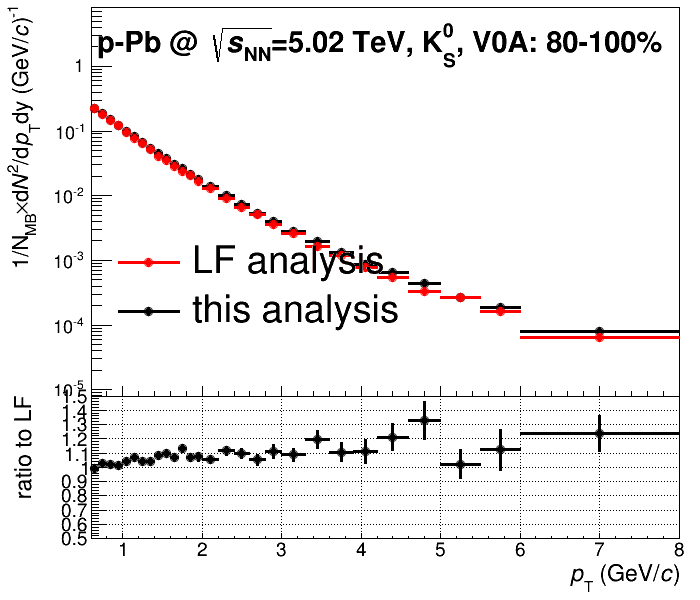 p-Pb @ √sNN=5.02 TeV, K0S, V0A: 80-100%
1/NMB×dN2/dpTdy (GeV/c)-1
1
10-1
10-2
10-3
10-4
10-5
LF analysis
this analysis
ratio to LF
1.5
1.4
1.3
1.2
1.1
1
0.9
0.8
0.7
0.6
0.5
1 2 3 4 5 6 7 8
pT (GeV/c)